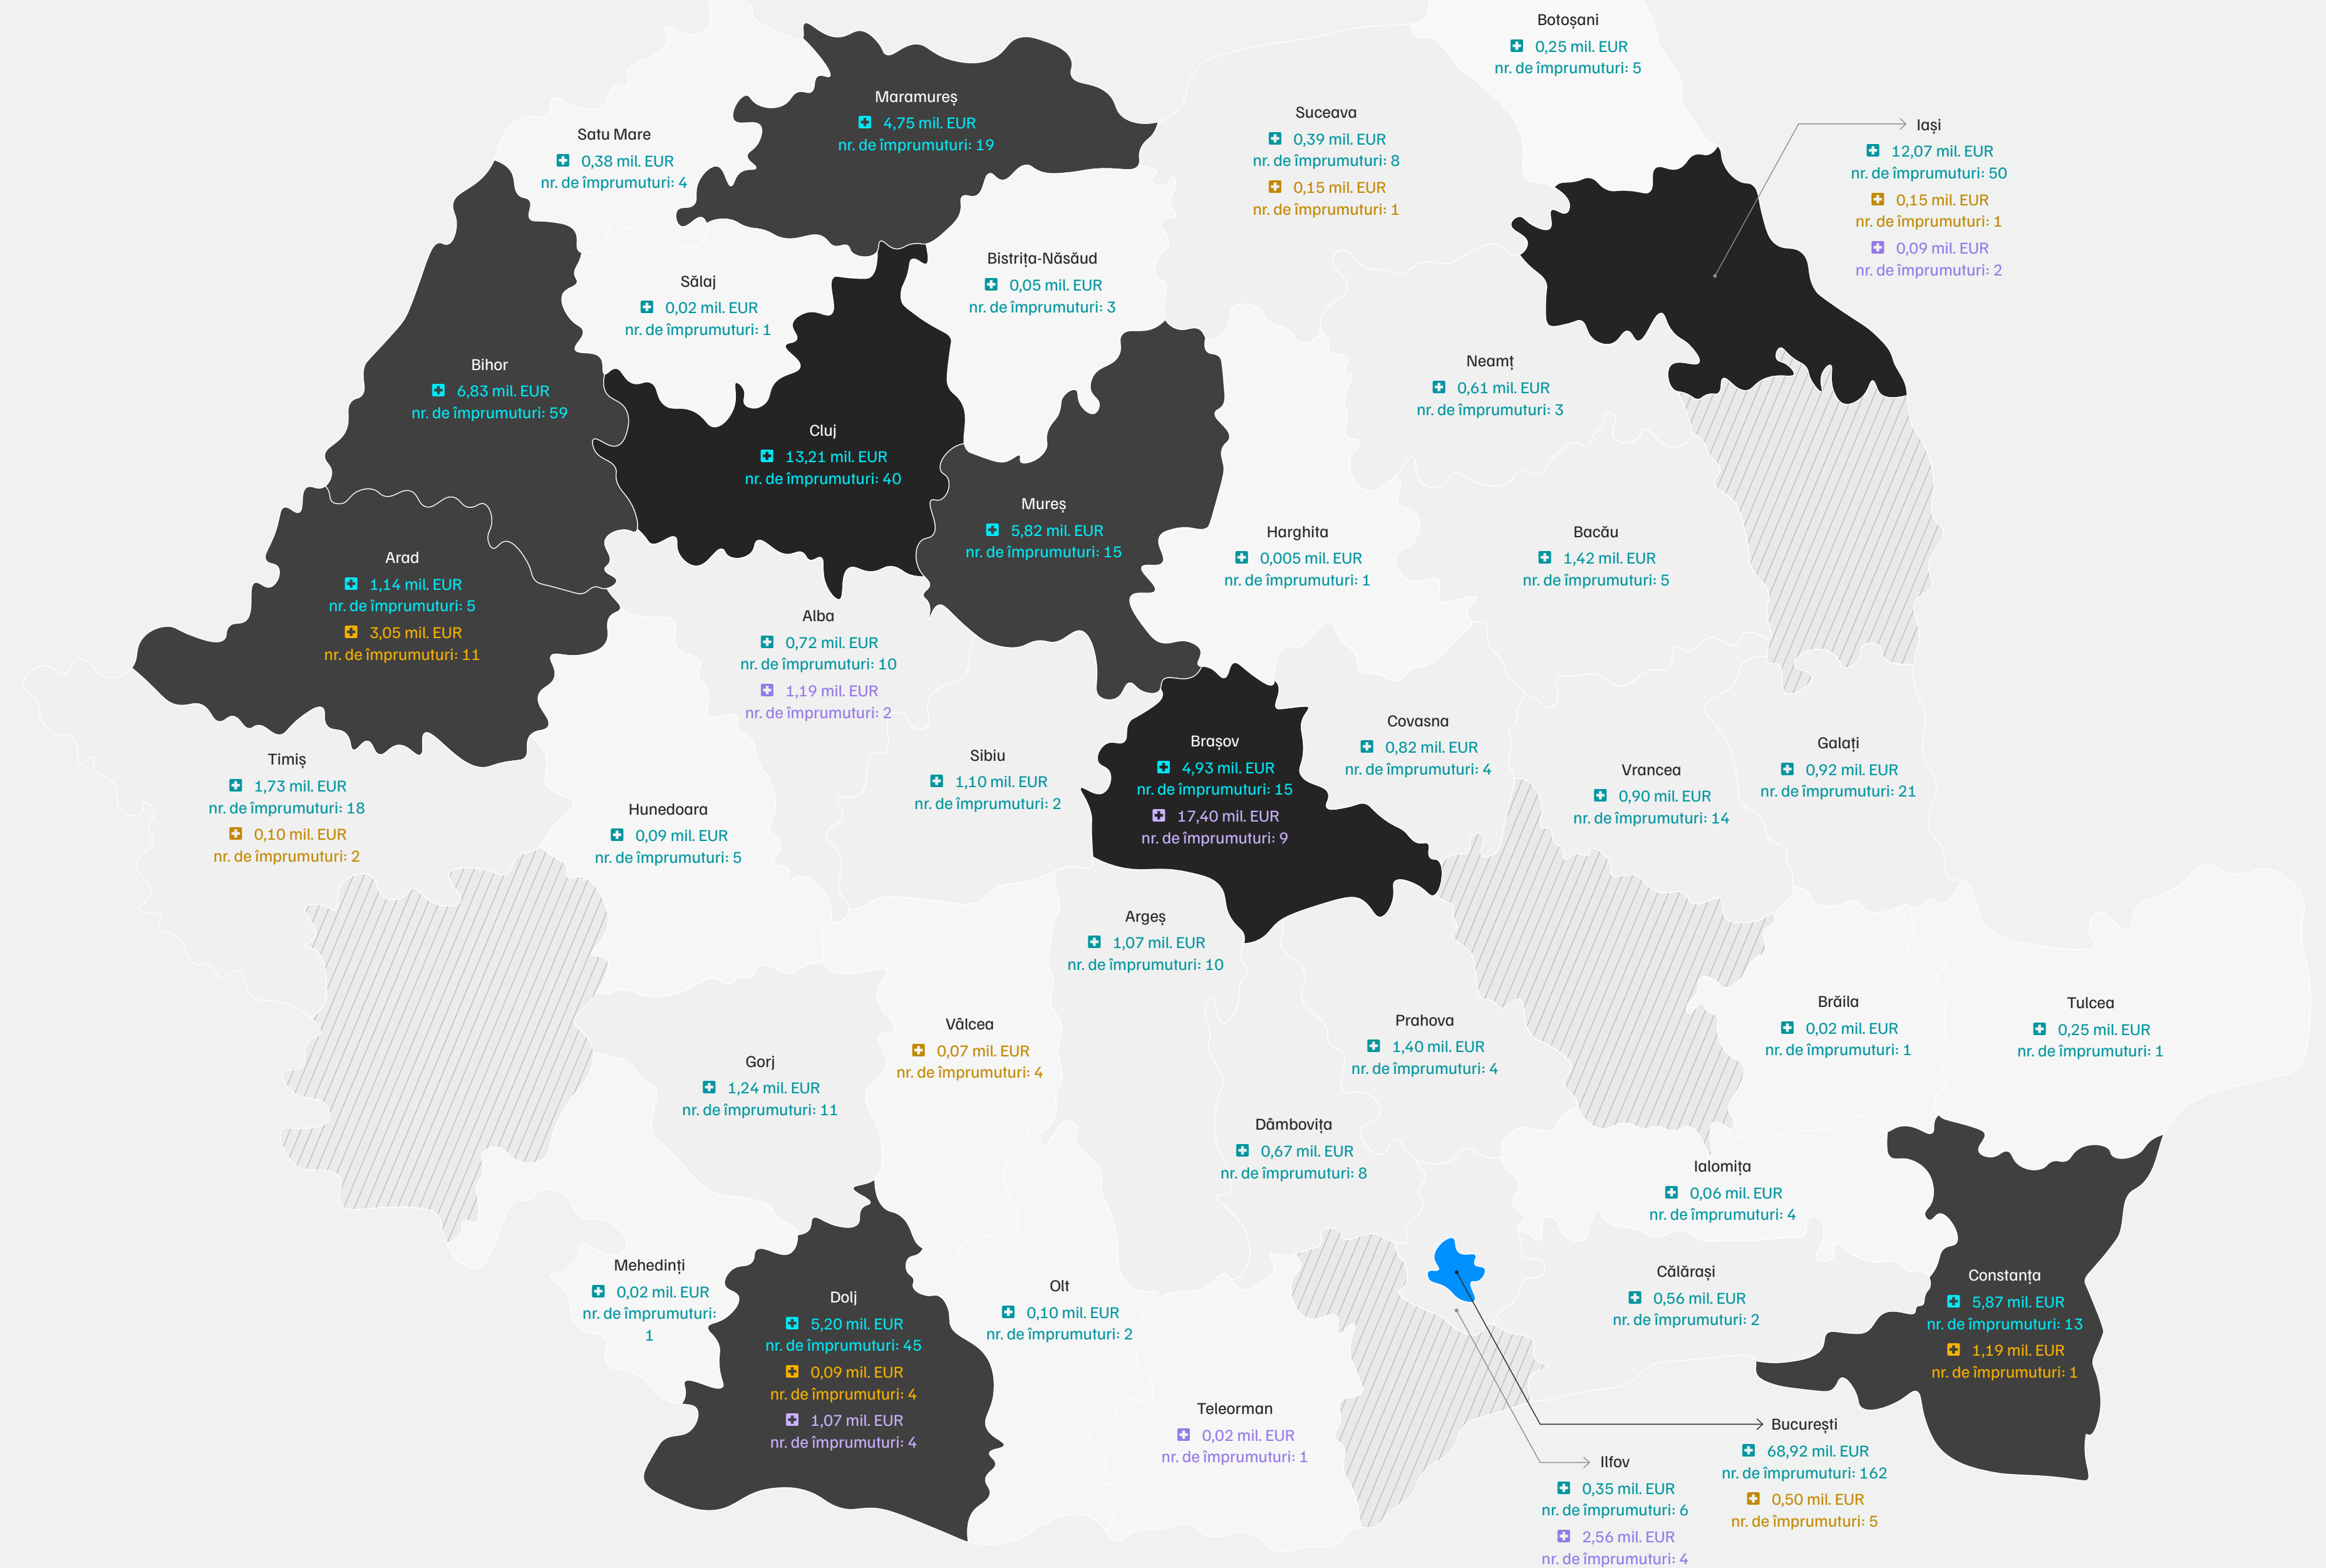 Botoșani
0,25 mil. EUR
nr. de împrumuturi: 5
Maramureș
4,75 mil. EUR
nr. de împrumuturi: 19
Suceava
0,39 mil. EUR
nr. de împrumuturi: 8
0,15 mil. EUR
nr. de împrumuturi: 1
Iași
12,07 mil. EUR
nr. de împrumuturi: 50
0,15 mil. EUR
nr. de împrumuturi: 1
0,09 mil. EUR
nr. de împrumuturi: 2
Satu Mare
0,38 mil. EUR
nr. de împrumuturi: 4
Bistrița-Năsăud
0,05 mil. EUR
nr. de împrumuturi: 3
Sălaj
0,02 mil. EUR
nr. de împrumuturi: 1
Bihor
6,83 mil. EUR
nr. de împrumuturi: 59
Neamț
0,61 mil. EUR
nr. de împrumuturi: 3
Cluj
13,21 mil. EUR
nr. de împrumuturi: 40
Mureș
5,82 mil. EUR
nr. de împrumuturi: 15
Harghita
0,005 mil. EUR
nr. de împrumuturi: 1
Bacău
1,42 mil. EUR
nr. de împrumuturi: 5
Arad
1,14 mil. EUR
nr. de împrumuturi: 5
3,05 mil. EUR
nr. de împrumuturi: 11
Alba
0,72 mil. EUR
nr. de împrumuturi: 10
1,19 mil. EUR
nr. de împrumuturi: 2
Covasna
0,82 mil. EUR
nr. de împrumuturi: 4
Brașov
4,93 mil. EUR
nr. de împrumuturi: 15
17,40 mil. EUR
nr. de împrumuturi: 9
Galați
0,92 mil. EUR
nr. de împrumuturi: 21
Timiș
1,73 mil. EUR
nr. de împrumuturi: 18
0,10 mil. EUR
nr. de împrumuturi: 2
Sibiu
1,10 mil. EUR
nr. de împrumuturi: 2
Vrancea
0,90 mil. EUR
nr. de împrumuturi: 14
Hunedoara
0,09 mil. EUR
nr. de împrumuturi: 5
Argeș
1,07 mil. EUR
nr. de împrumuturi: 10
Brăila
0,02 mil. EUR
nr. de împrumuturi: 1
Tulcea
0,25 mil. EUR
nr. de împrumuturi: 1
Vâlcea
0,07 mil. EUR
nr. de împrumuturi: 4
Prahova
1,40 mil. EUR
nr. de împrumuturi: 4
Gorj
1,24 mil. EUR
nr. de împrumuturi: 11
Dâmbovița
0,67 mil. EUR
nr. de împrumuturi: 8
Ialomița
0,06 mil. EUR
nr. de împrumuturi: 4
Mehedinți
0,02 mil. EUR
nr. de împrumuturi:
1
Călărași
0,56 mil. EUR
nr. de împrumuturi: 2
Constanța
5,87 mil. EUR
nr. de împrumuturi: 13
1,19 mil. EUR
nr. de împrumuturi: 1
Olt
0,10 mil. EUR
nr. de împrumuturi: 2
Dolj
5,20 mil. EUR
nr. de împrumuturi: 45
0,09 mil. EUR
nr. de împrumuturi: 4
1,07 mil. EUR
nr. de împrumuturi: 4
Teleorman
0,02 mil. EUR
nr. de împrumuturi: 1
București
68,92 mil. EUR
nr. de împrumuturi: 162
0,50 mil. EUR
nr. de împrumuturi: 5
Ilfov
0,35 mil. EUR
nr. de împrumuturi: 6
2,56 mil. EUR
nr. de împrumuturi: 4